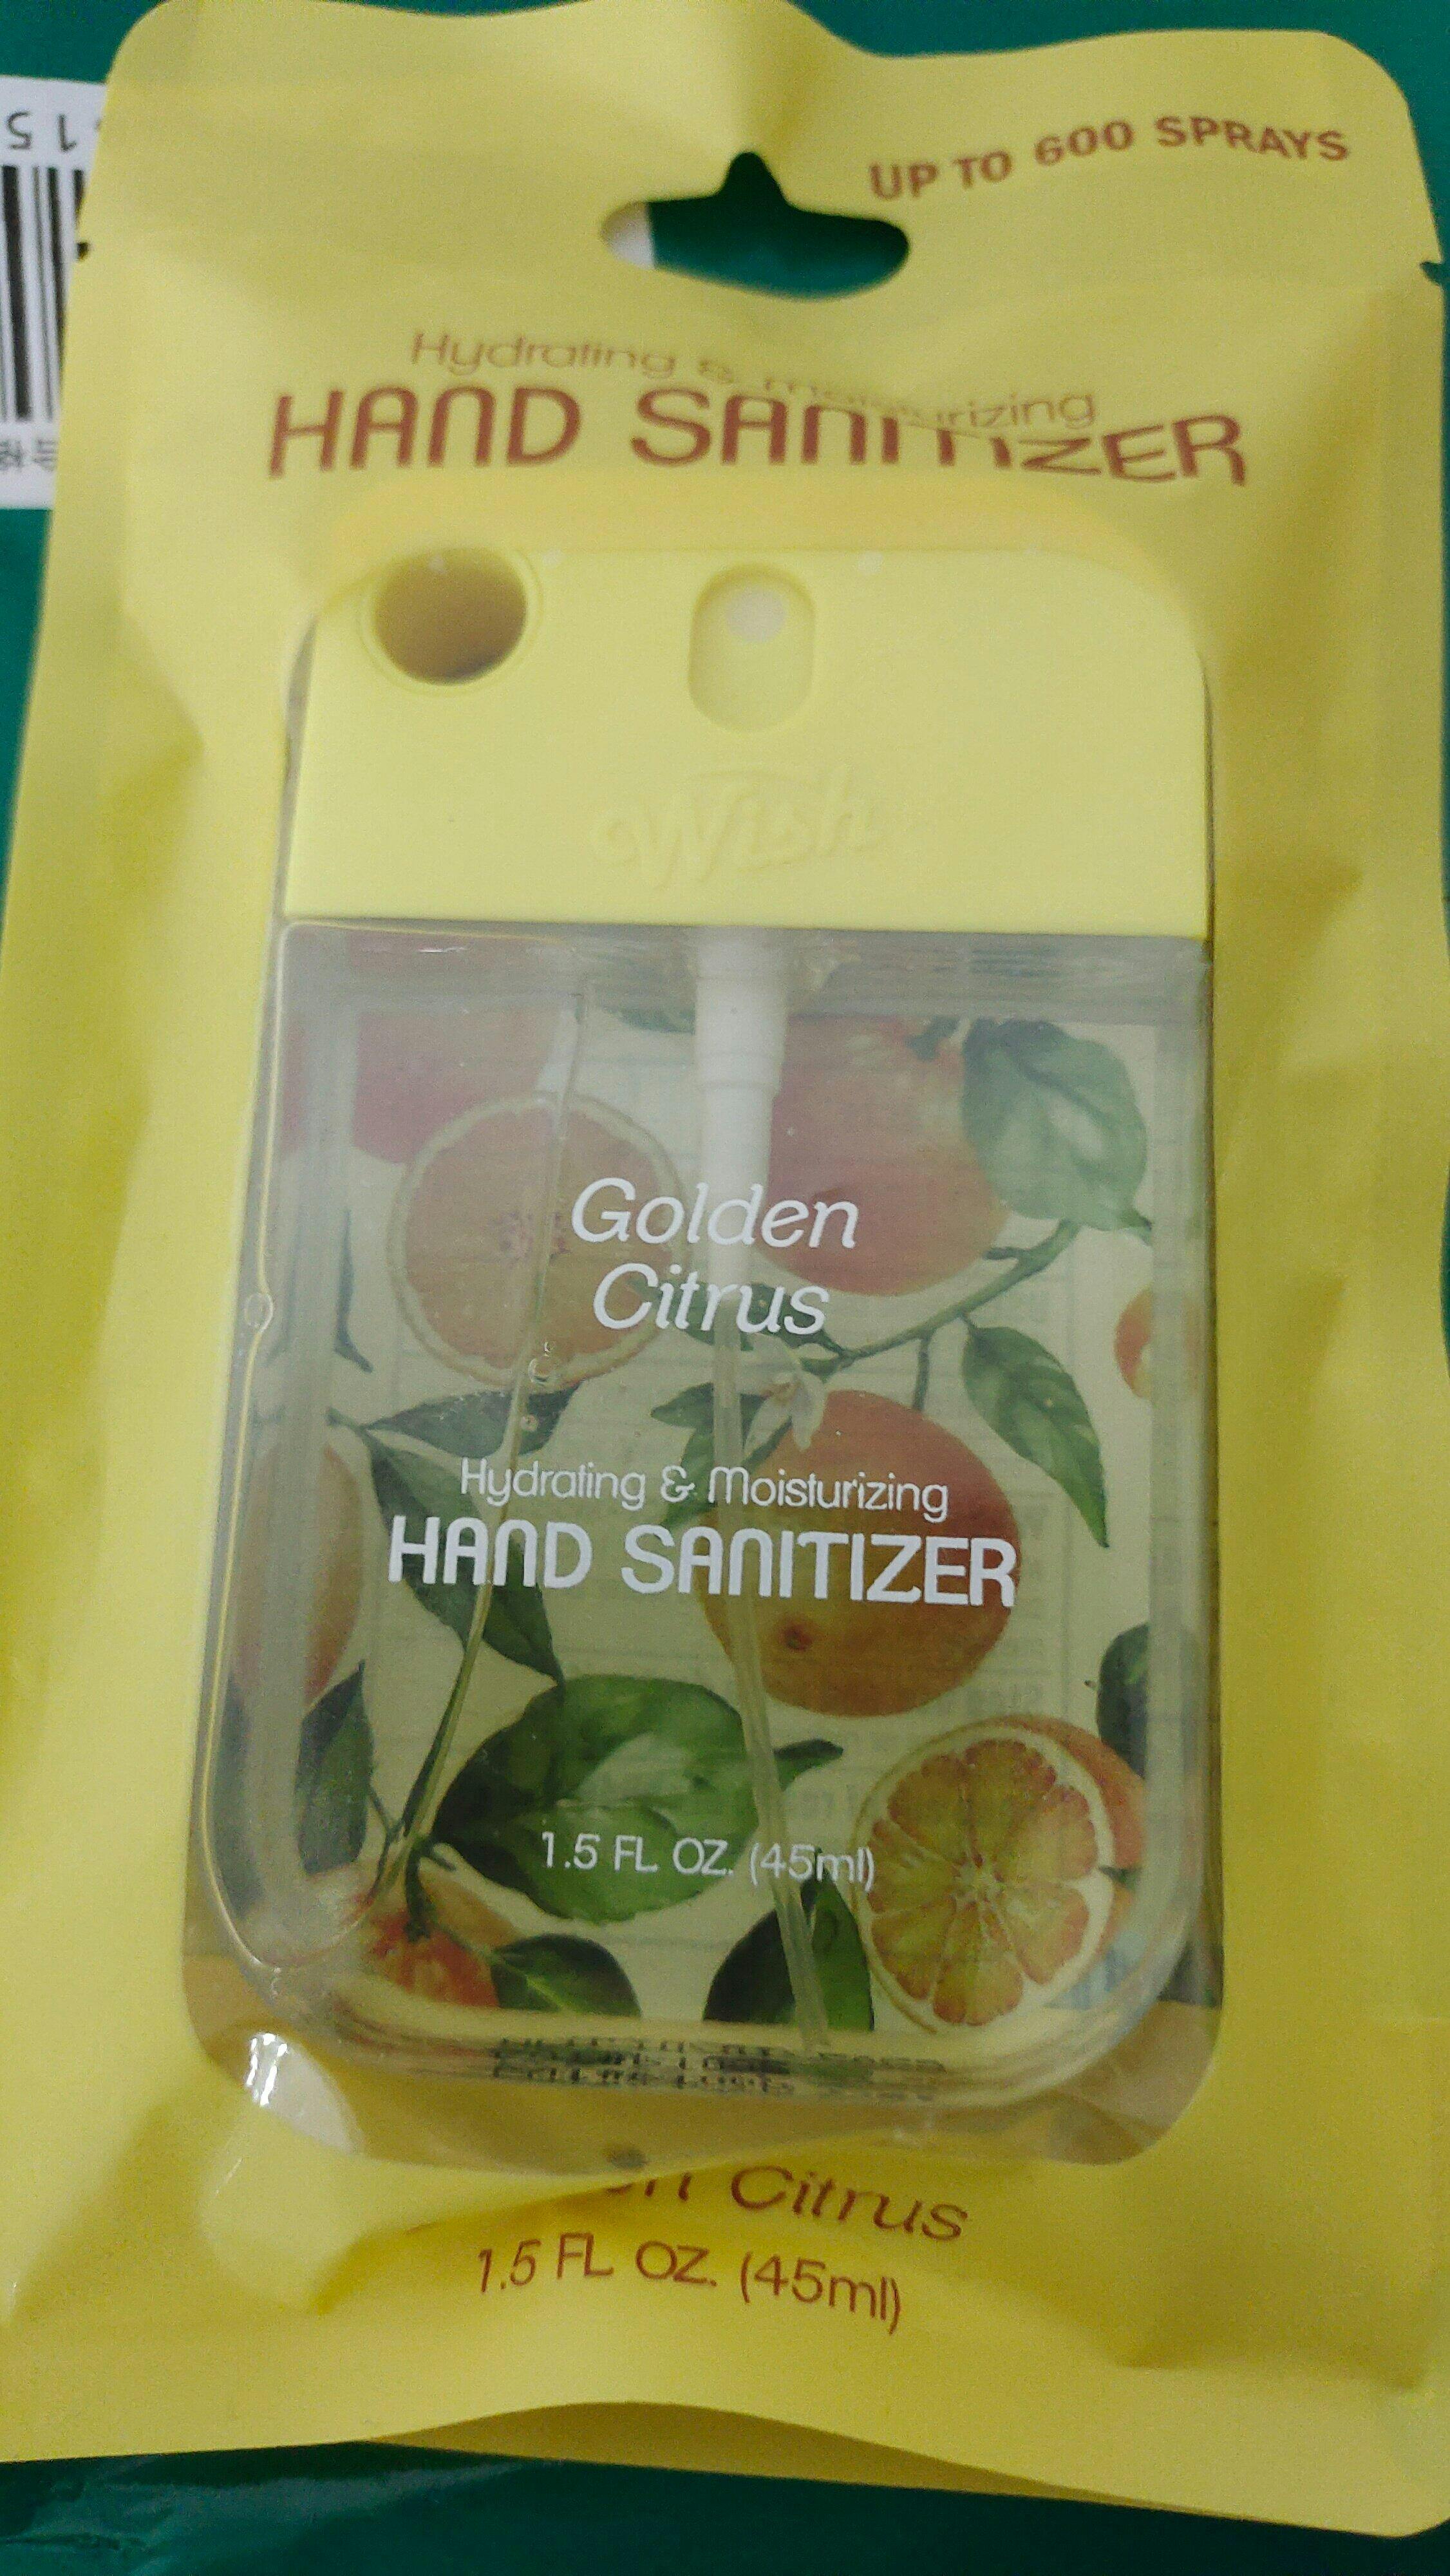 UP TO 600 SPRAYS
Hydrating & moisturizing
HAND SANITIZER
Wish
Golden
Citrus
Hydrating & Moisturizing
HAND SANITIZER
1.5 FL OZ. (45ml)
Citrus
1.5 FL OZ. (45ml)